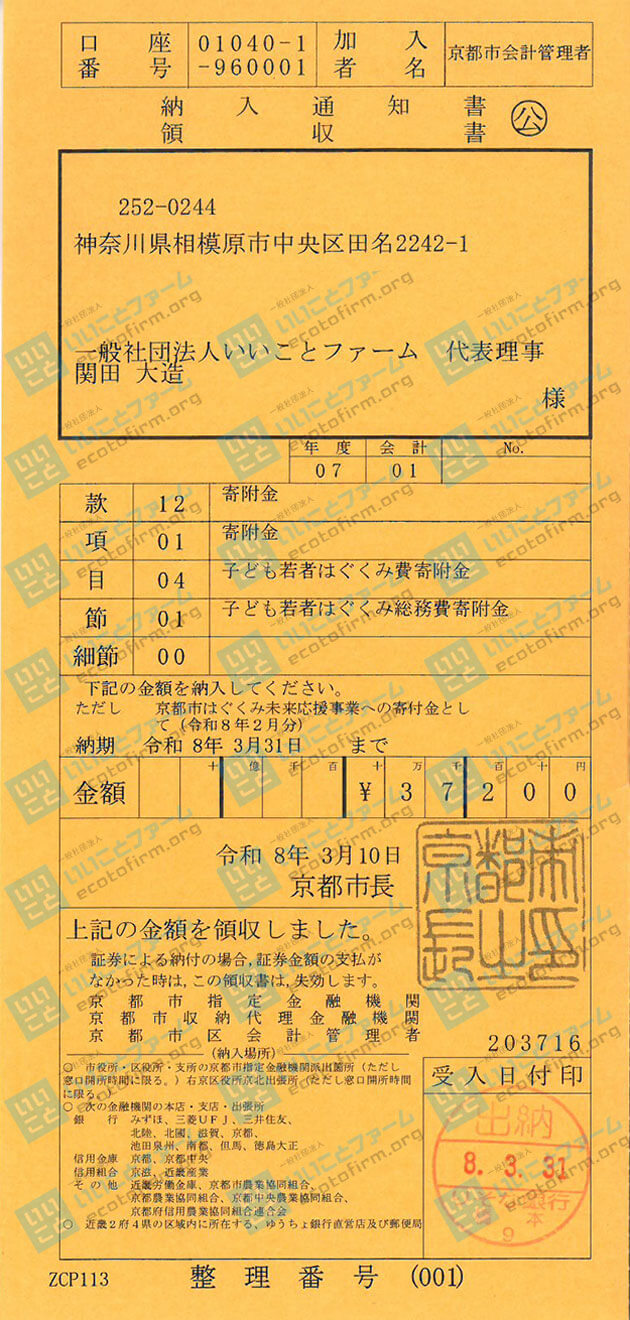 口座番号 01040-1-960001 加入者名 京都市会計管理者
納入通知書
領収書
公
252-0244
神奈川県相模原市中央区田名2242-1
一般社団法人いいことファーム 代表理事
関田 大造
様
年度 会計 No.
07 01
款 12 寄附金
項 01 寄附金
目 04 子ども若者はぐくみ費寄附金
節 01 子ども若者はぐくみ総務費寄附金
細節 00
下記の金額を納入してください。
ただし 京都市はぐくみ未来応援事業への寄付金とし
て(令和8年2月分)
納期 令和 8年 3月31日 まで
十億千百十万千百十円
金額 ¥37200
令和 8年 3月10日
京都市長
京都市長之印
上記の金額を領収しました。
証券による納付の場合,証券金額の支払が
なかった時は,この領収書は,失効します。
京都市指定金融機関
京都市収納代理金融機関
京都市区会計管理者
203716
(納入場所)
受入日付印
○ 市役所・区役所・支所の京都市指定金融機関派出箇所(ただし
窓口開所時間に限る。)右京区役所京北出張所(ただし窓口開所時間
に限る。)
○ 次の金融機関の本店・支店・出張所
銀行 みずほ、三菱UFJ、三井住友、
北陸、北國、滋賀、京都、
池田泉州、南都、但馬、徳島大正
信用金庫 京都、京都中央
信用組合 京滋、近畿産業
その他 近畿労働金庫、京都市農業協同組合、
京都農業協同組合、京都中央農業協同組合、
京都府信用農業協同組合連合会
○ 近畿2府4県の区域内に所在する、ゆうちょ銀行直営店及び郵便局
出納
8.3.31
9
ZCP113 整理番号 (001)
一般社団法人
いいことファーム
ecotofirm.org